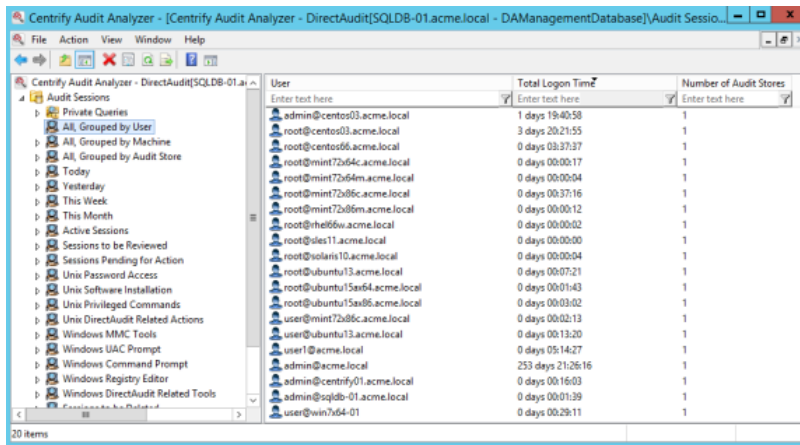 Centrify Audit Analyzer - [Centrify Audit Analyzer - DirectAudit[SQLDB-01.acme.local - DAManagementDatabase]\Audit Sessio...
File Action View Window Help
Centrify Audit Analyzer - DirectAudit[SQLDB-01.a
Audit Sessions
Private Queries
All, Grouped by User
All, Grouped by Machine
All, Grouped by Audit Store
Today
Yesterday
This Week
This Month
Active Sessions
Sessions to be Reviewed
Sessions Pending for Action
Unix Password Access
Unix Software Installation
Unix Privileged Commands
Unix DirectAudit Related Actions
Windows MMC Tools
Windows UAC Prompt
Windows Command Prompt
Windows Registry Editor
Windows DirectAudit Related Tools
Sessions to be Deleted
User Total Logon Time Number of Audit Stores
Enter text here Enter text here Enter text here
admin@centos03.acme.local 1 days 19:40:58 1
root@centos03.acme.local 3 days 20:21:55 1
root@centos66.acme.local 0 days 03:37:37 1
root@mint72x64c.acme.local 0 days 00:00:17 1
root@mint72x64m.acme.local 0 days 00:00:04 1
root@mint72x86c.acme.local 0 days 00:37:16 1
root@mint72x86m.acme.local 0 days 00:00:12 1
root@rhel66w.acme.local 0 days 00:00:02 1
root@sles11.acme.local 0 days 00:00:00 1
root@solaris10.acme.local 0 days 00:00:04 1
root@ubuntu13.acme.local 0 days 00:07:21 1
root@ubuntu15ax64.acme.local 0 days 00:01:43 1
root@ubuntu15ax86.acme.local 0 days 00:03:02 1
user@mint72x86c.acme.local 0 days 00:02:13 1
user@ubuntu13.acme.local 0 days 00:13:20 1
user1@acme.local 0 days 05:14:27 1
admin@acme.local 253 days 21:26:16 1
admin@centrify01.acme.local 0 days 00:16:03 1
admin@sqldb-01.acme.local 0 days 00:01:39 1
user@win7x64-01 0 days 00:29:11 1
20 items